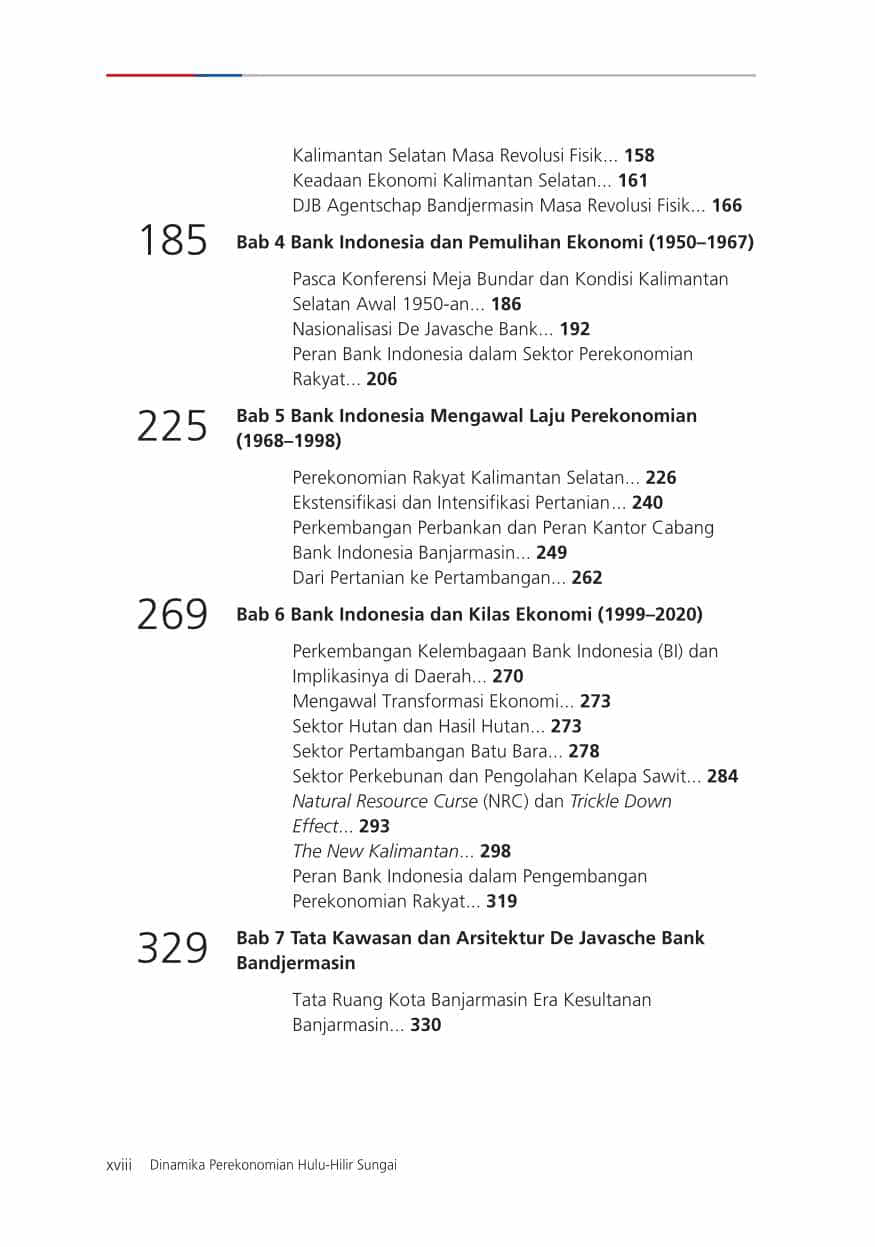 Kalimantan Selatan Masa Revolusi Fisik... 158
Keadaan Ekonomi Kalimantan Selatan... 161
DJB Agentschap Bandjermasin Masa Revolusi Fisik... 166
185 Bab 4 Bank Indonesia dan Pemulihan Ekonomi (1950–1967)
Pasca Konferensi Meja Bundar dan Kondisi Kalimantan
Selatan Awal 1950-an... 186
Nasionalisasi De Javasche Bank... 192
Peran Bank Indonesia dalam Sektor Perekonomian
Rakyat... 206
225 Bab 5 Bank Indonesia Mengawal Laju Perekonomian
(1968–1998)
Perekonomian Rakyat Kalimantan Selatan... 226
Ekstensifikasi dan Intensifikasi Pertanian... 240
Perkembangan Perbankan dan Peran Kantor Cabang
Bank Indonesia Banjarmasin... 249
Dari Pertanian ke Pertambangan... 262
269 Bab 6 Bank Indonesia dan Kilas Ekonomi (1999–2020)
Perkembangan Kelembagaan Bank Indonesia (BI) dan
Implikasinya di Daerah... 270
Mengawal Transformasi Ekonomi... 273
Sektor Hutan dan Hasil Hutan... 273
Sektor Pertambangan Batu Bara... 278
Sektor Perkebunan dan Pengolahan Kelapa Sawit... 284
Natural Resource Curse (NRC) dan Trickle Down
Effect... 293
The New Kalimantan... 298
Peran Bank Indonesia dalam Pengembangan
Perekonomian Rakyat... 319
329 Bab 7 Tata Kawasan dan Arsitektur De Javasche Bank
Bandjermasin
Tata Ruang Kota Banjarmasin Era Kesultanan
Banjarmasin... 330
xviii Dinamika Perekonomian Hulu-Hilir Sungai